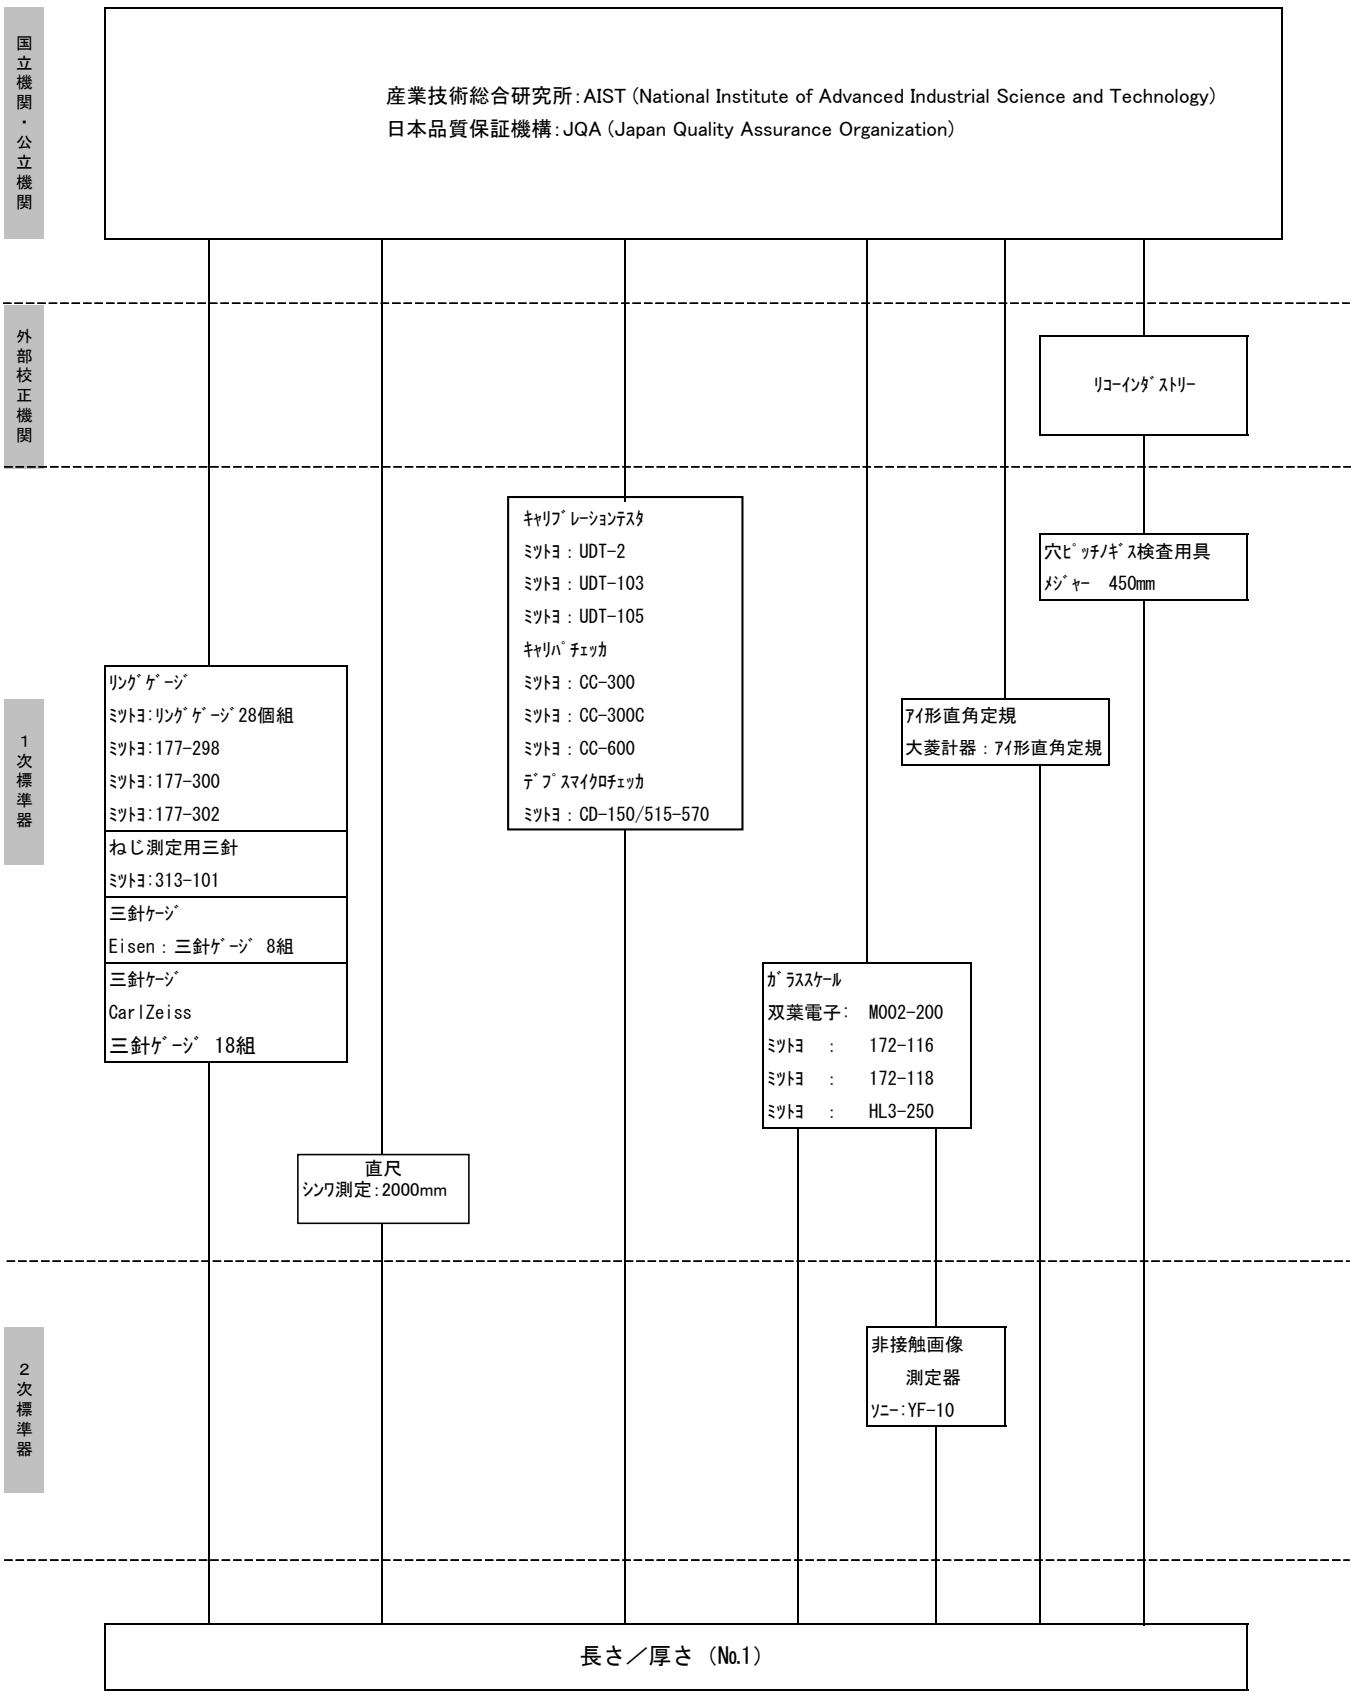 国立機関・公立機関
産業技術総合研究所:AIST (National Institute of Advanced Industrial Science and Technology)
日本品質保証機構:JQA (Japan Quality Assurance Organization)
外部校正機関
ﾘｺｰｲﾝﾀﾞｽﾄﾘｰ
1次標準器
ﾘﾝｸﾞｹﾞｰｼﾞ
ﾐﾂﾄﾖ:ﾘﾝｸﾞｹﾞｰｼﾞ28個組
ﾐﾂﾄﾖ:177-298
ﾐﾂﾄﾖ:177-300
ﾐﾂﾄﾖ:177-302
ねじ測定用三針
ﾐﾂﾄﾖ:313-101
三針ｹｰｼﾞ
Eisen：三針ｹﾞｰｼﾞ 8組
三針ｹｰｼﾞ
CarlZeiss
三針ｹﾞｰｼﾞ 18組
直尺
ｼﾝﾜ測定:2000mm
ｷｬﾘﾌﾞﾚｰｼｮﾝﾃｽﾀ
ﾐﾂﾄﾖ：UDT-2
ﾐﾂﾄﾖ：UDT-103
ﾐﾂﾄﾖ：UDT-105
ｷｬﾘﾊﾟﾁｪｯｶ
ﾐﾂﾄﾖ：CC-300
ﾐﾂﾄﾖ：CC-300C
ﾐﾂﾄﾖ：CC-600
ﾃﾞﾌﾟｽﾏｲｸﾛﾁｪｯｶ
ﾐﾂﾄﾖ：CD-150/515-570
ｶﾞﾗｽｽｹｰﾙ
双葉電子： M002-200
ﾐﾂﾄﾖ ： 172-116
ﾐﾂﾄﾖ ： 172-118
ﾐﾂﾄﾖ ： HL3-250
ｱｲ形直角定規
大菱計器：ｱｲ形直角定規
穴ﾋﾟｯﾁﾉｷﾞｽ検査用具
ﾒｼﾞｬｰ 450mm
2次標準器
非接触画像
測定器
ｿﾆｰ:YF-10
長さ／厚さ（№1）